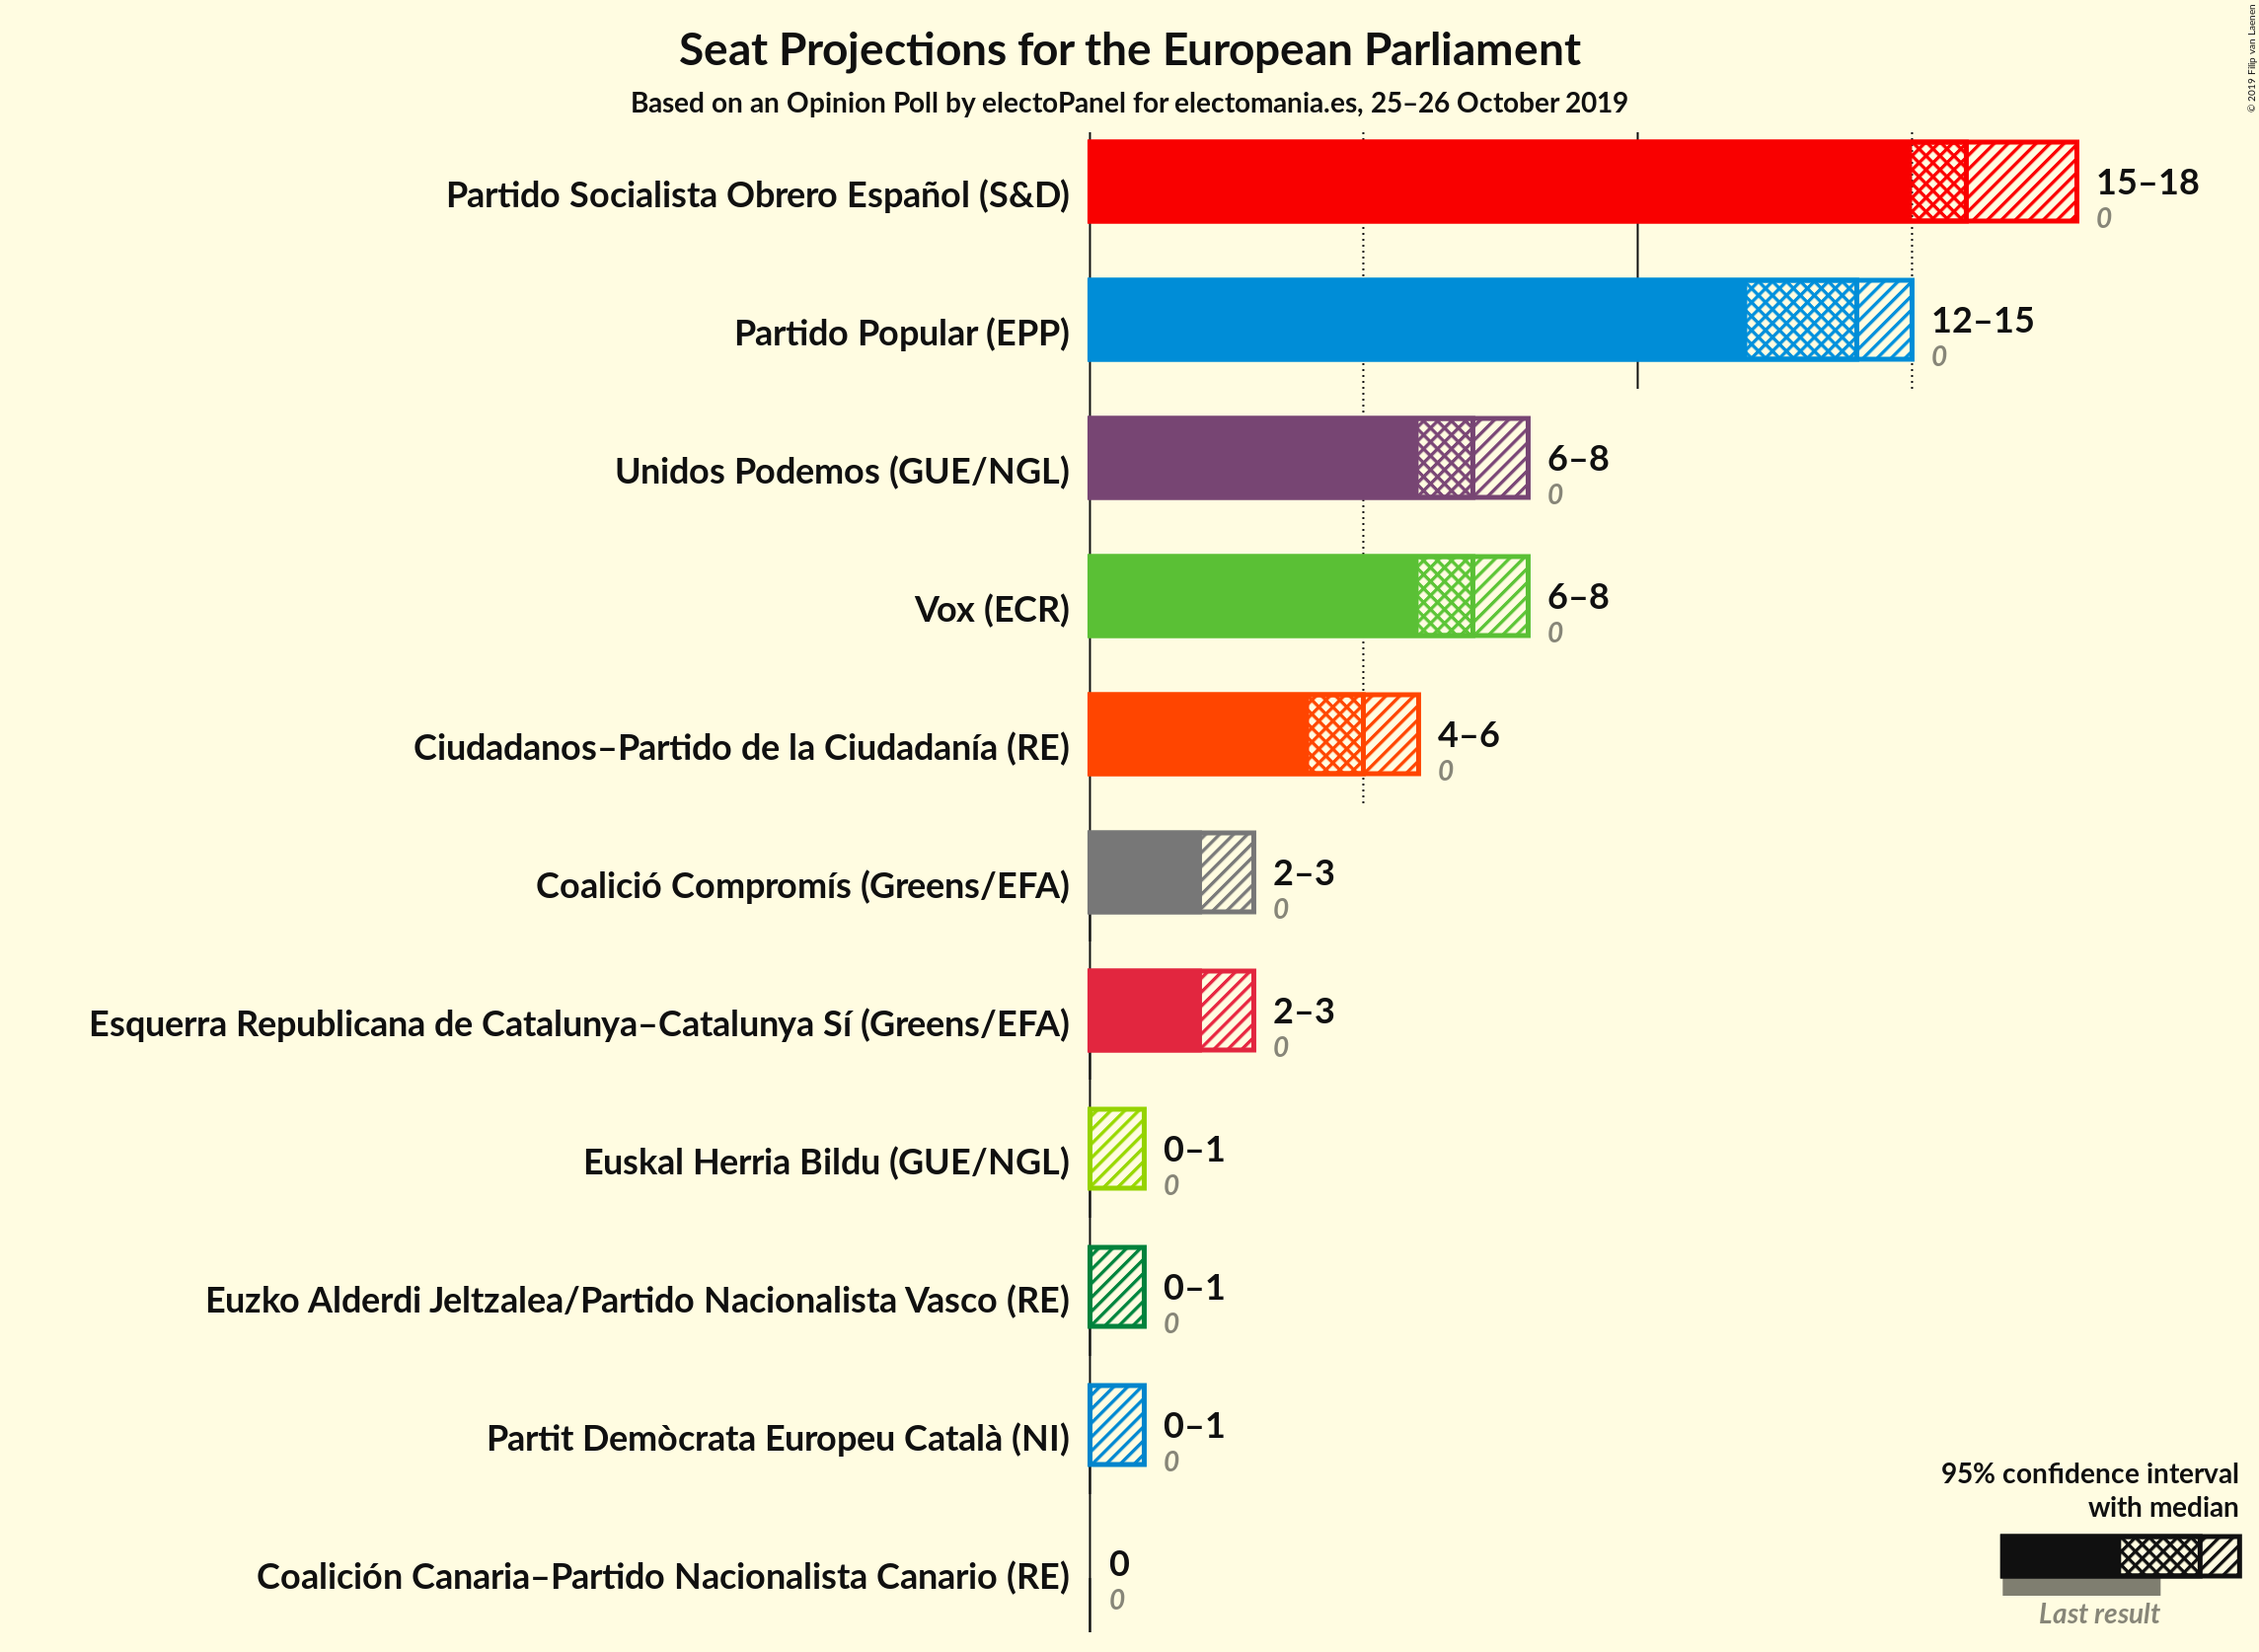 Seat Projections for the European Parliament
Based on an Opinion Poll by electoPanel for electomania.es, 25–26 October 2019
© 2019 Filip van Laenen
Partido Socialista Obrero Español (S&D)
15–18
0
Partido Popular (EPP)
12–15
0
Unidos Podemos (GUE/NGL)
6–8
0
Vox (ECR)
6–8
0
Ciudadanos–Partido de la Ciudadanía (RE)
4–6
0
Coalició Compromís (Greens/EFA)
2–3
0
Esquerra Republicana de Catalunya–Catalunya Sí (Greens/EFA)
2–3
0
Euskal Herria Bildu (GUE/NGL)
0–1
0
Euzko Alderdi Jeltzalea/Partido Nacionalista Vasco (RE)
0–1
0
Partit Demòcrata Europeu Català (NI)
0–1
0
Coalición Canaria–Partido Nacionalista Canario (RE)
0
0
95% confidence interval
with median
Last result